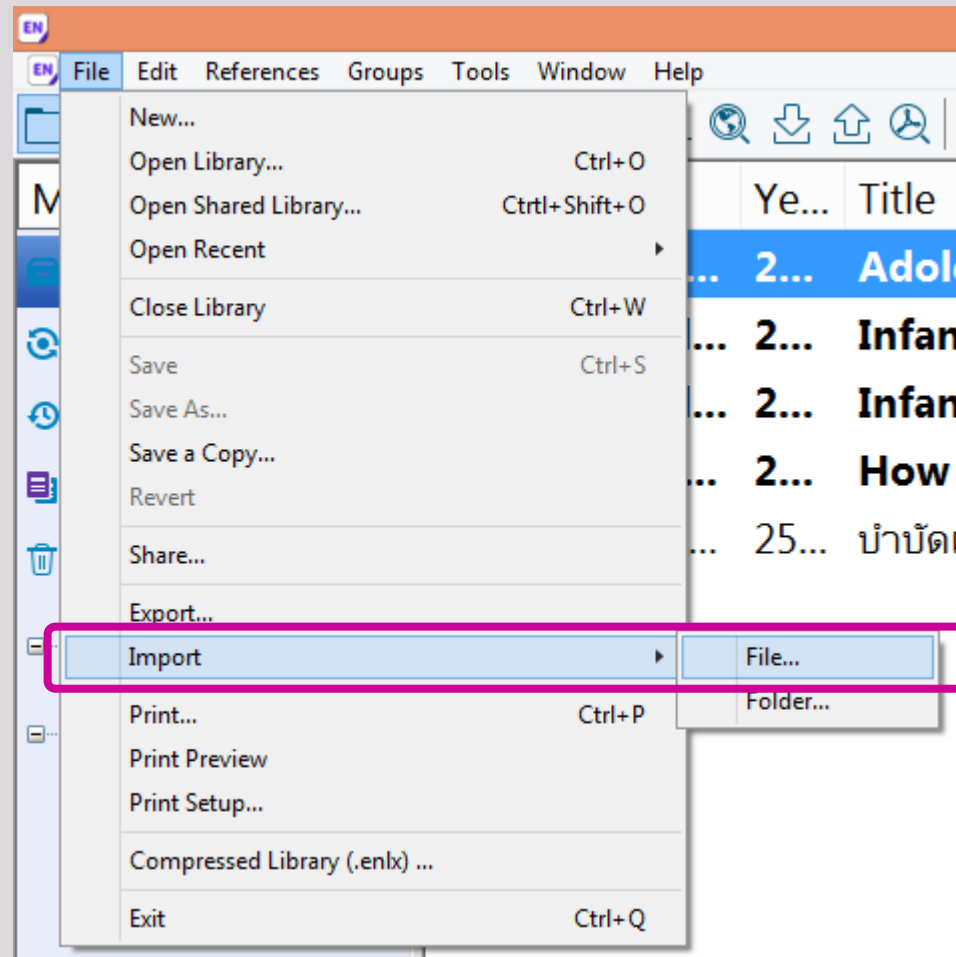 EN
EN File Edit References Groups Tools Window Help
New...
Open Library... Ctrl+O
Open Shared Library... Ctrtl+Shift+O
Open Recent
Close Library Ctrl+W
Save Ctrl+S
Save As...
Save a Copy...
Revert
Share...
Export...
Import
File...
Folder...
Print... Ctrl+P
Print Preview
Print Setup...
Compressed Library (.enlx) ...
Exit Ctrl+Q
M Ye... Title
... 2... Adol
... 2... Infan
... 2... Infan
... 2... How
... 25... บำบัด